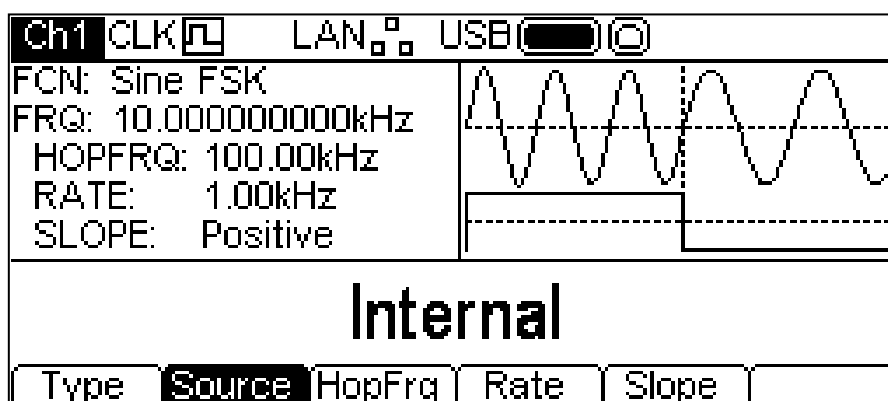 Ch1 CLK LAN USB
FCN: Sine FSK
FRQ: 10.000000000kHz
HOPFRQ: 100.00kHz
RATE: 1.00kHz
SLOPE: Positive
Internal
Type Source HopFrq Rate Slope